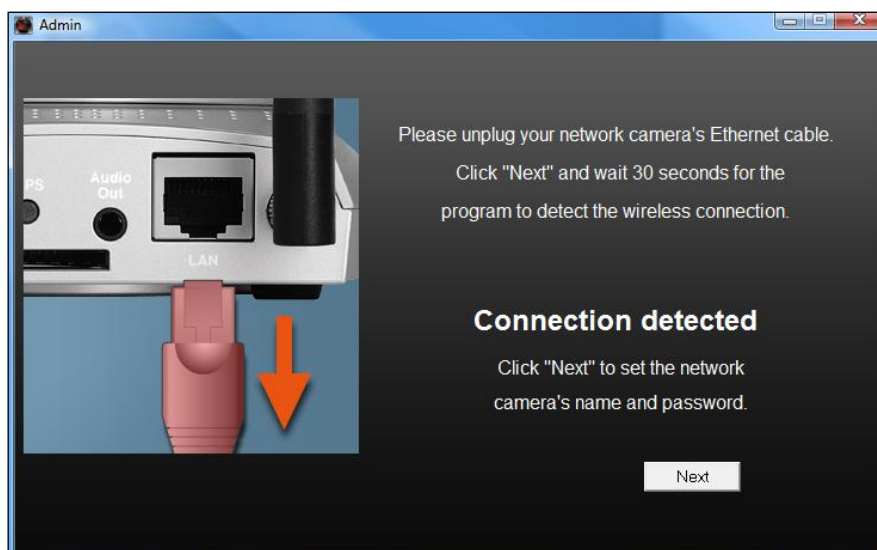 Admin
PS
Audio
Out
LAN
Please unplug your network camera's Ethernet cable.
Click "Next" and wait 30 seconds for the
program to detect the wireless connection.
Connection detected
Click "Next" to set the network
camera's name and password.
Next